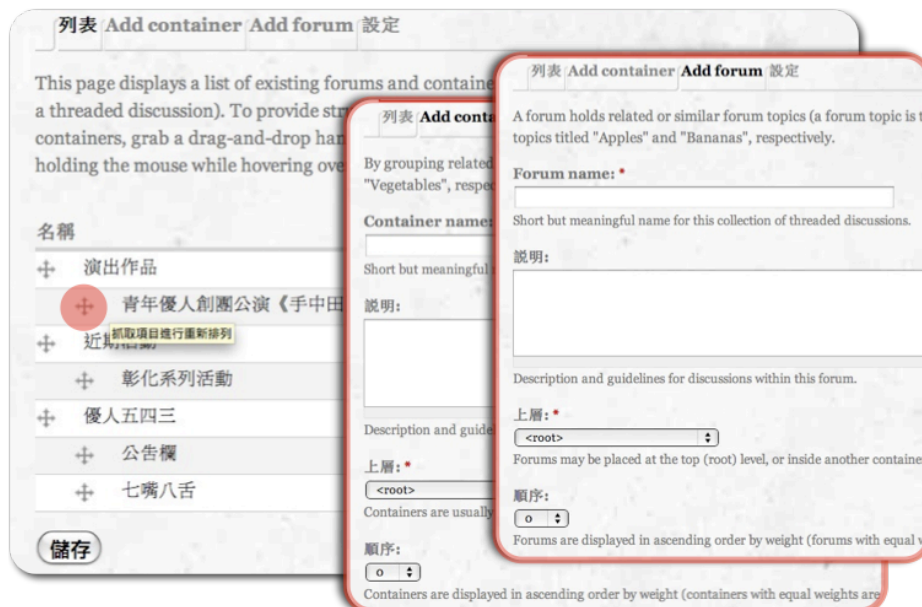 列表 Add container Add forum 設定
This page displays a list of existing forums and containe
a threaded discussion). To provide str
containers, grab a drag-and-drop han
holding the mouse while hovering ove
名稱
演出作品
青年優人創團公演《手中田
抓取項目進行重新排列
近期活動
彰化系列活動
優人五四三
公告欄
七嘴八舌
儲存
列表 Add conta
By grouping related
"Vegetables", respec
Container name:
Short but meaningful
說明:
Description and guide
上層: *
<root>
Containers are usually
順序:
0
Containers are displayed in ascending order by weight (containers with equal weights are
列表 Add container Add forum 設定
A forum holds related or similar forum topics (a forum topic is t
topics titled "Apples" and "Bananas", respectively.
Forum name: *
Short but meaningful name for this collection of threaded discussions.
說明:
Description and guidelines for discussions within this forum.
上層: *
<root>
Forums may be placed at the top (root) level, or inside another containe
順序:
0
Forums are displayed in ascending order by weight (forums with equal w